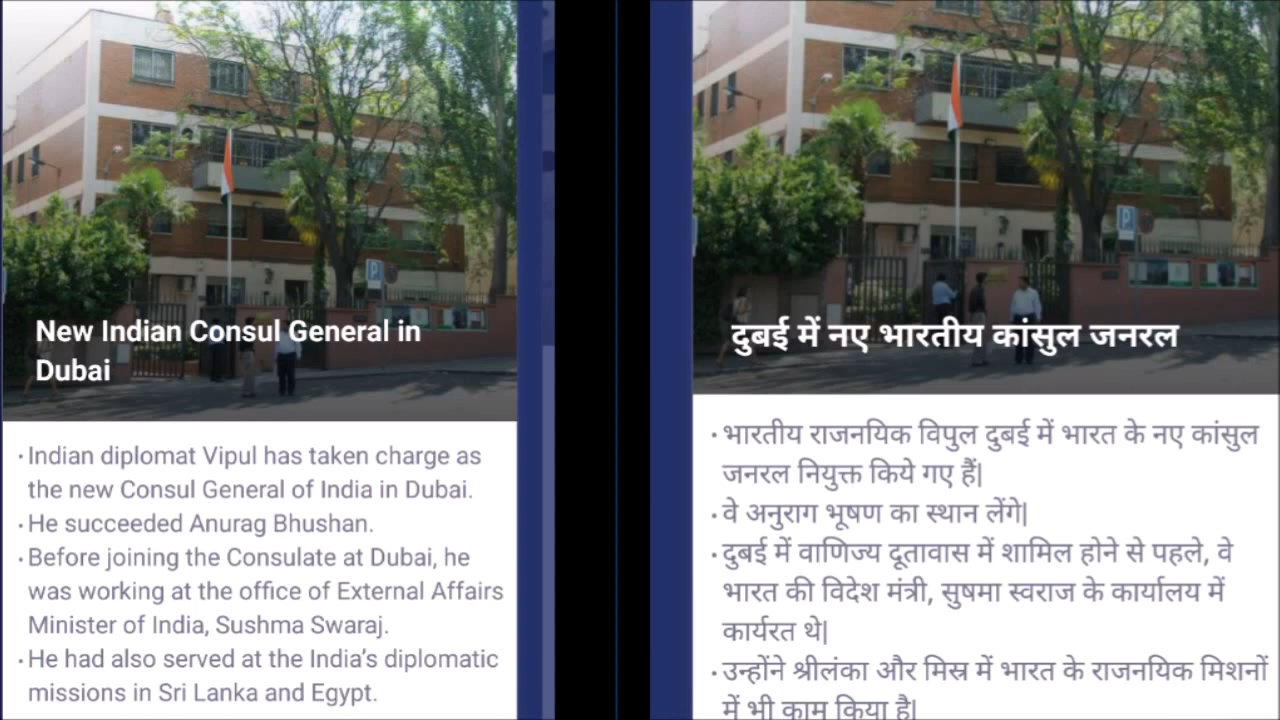 New Indian Consul General in
Dubai
· Indian diplomat Vipul has taken charge as
the new Consul General of India in Dubai.
· He succeeded Anurag Bhushan.
· Before joining the Consulate at Dubai, he
was working at the office of External Affairs
Minister of India, Sushma Swaraj.
· He had also served at the India’s diplomatic
missions in Sri Lanka and Egypt.
P
दुबई में नए भारतीय कांसुल जनरल
· भारतीय राजनयिक विपुल दुबई में भारत के नए कांसुल
जनरल नियुक्त किये गए हैं|
· वे अनुराग भूषण का स्थान लेंगे|
· दुबई में वाणिज्य दूतावास में शामिल होने से पहले, वे
भारत की विदेश मंत्री, सुषमा स्वराज के कार्यालय में
कार्यरत थे|
· उन्होंने श्रीलंका और मिस्र में भारत के राजनयिक मिशनों
में भी काम किया है|
P